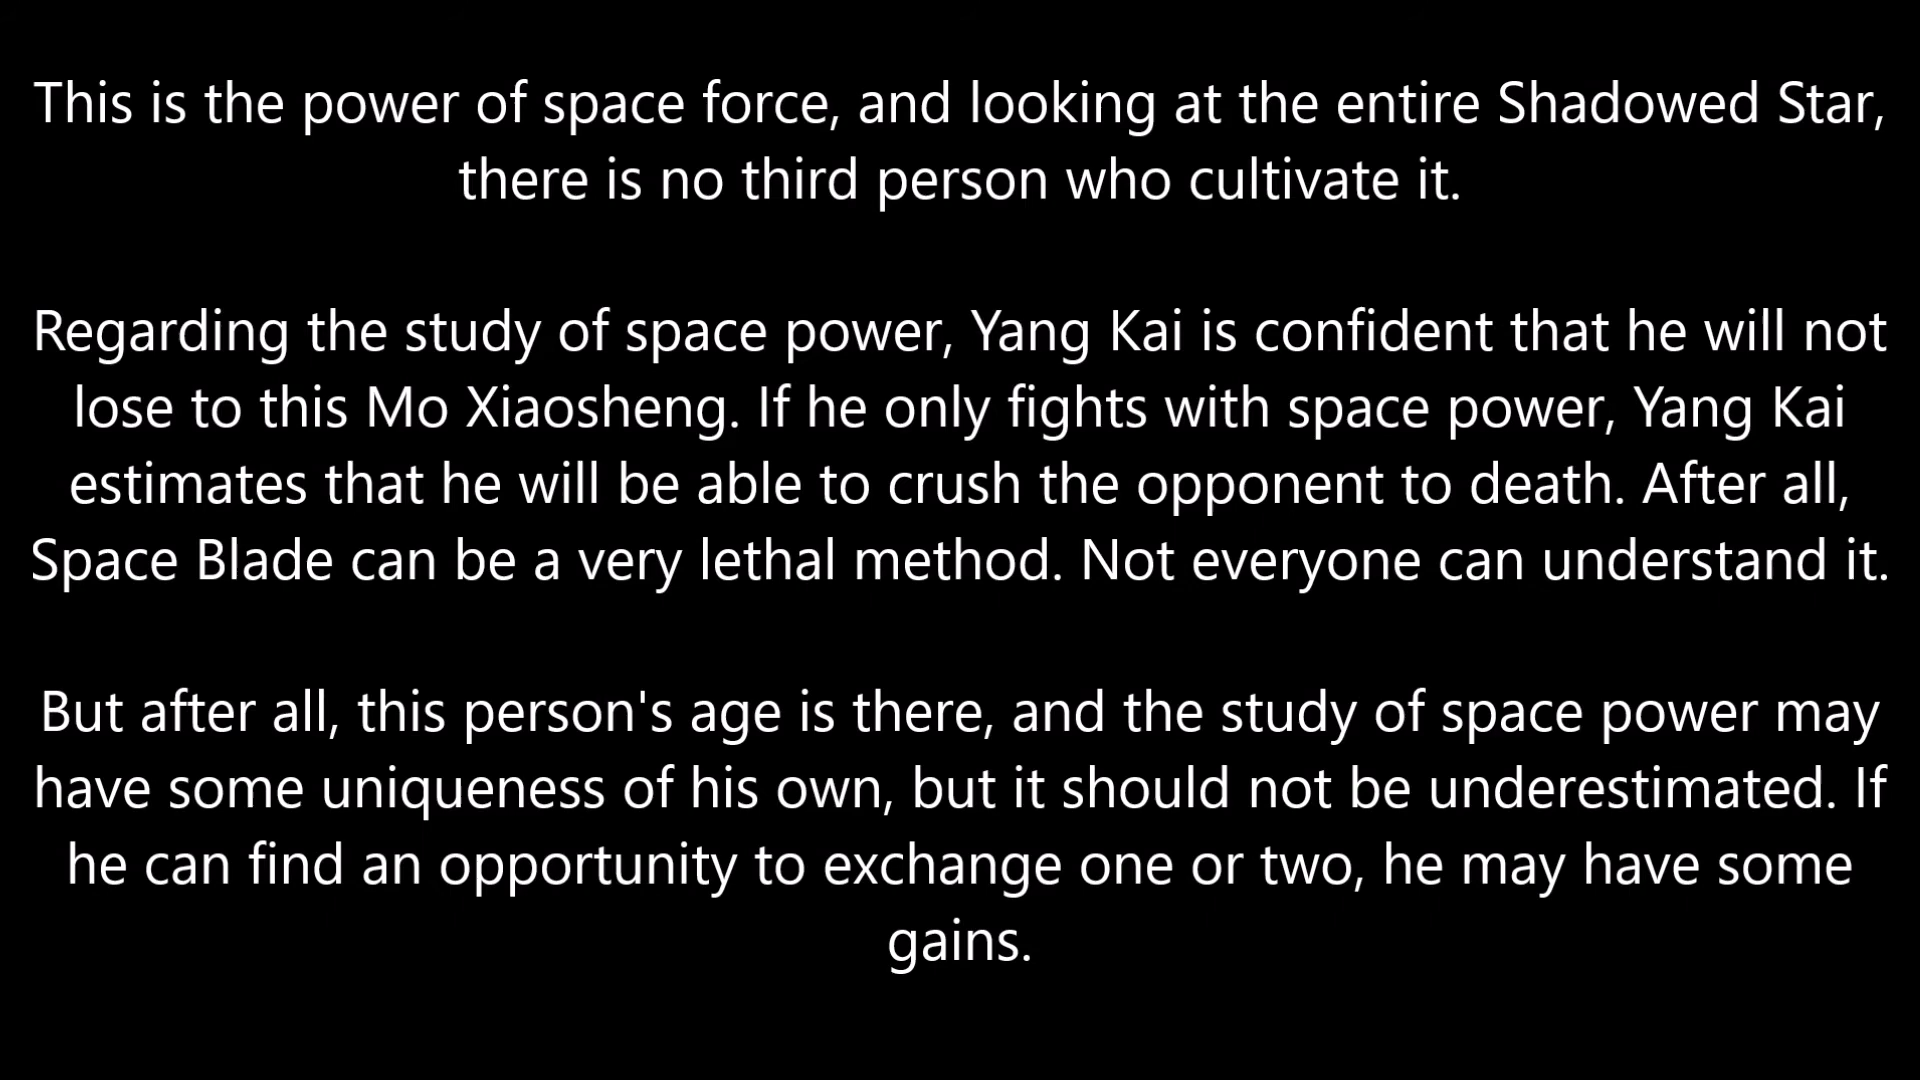 This is the power of space force, and looking at the entire Shadowed Star,
there is no third person who cultivate it.
Regarding the study of space power, Yang Kai is confident that he will not
lose to this Mo Xiaosheng. If he only fights with space power, Yang Kai
estimates that he will be able to crush the opponent to death. After all,
Space Blade can be a very lethal method. Not everyone can understand it.
But after all, this person's age is there, and the study of space power may
have some uniqueness of his own, but it should not be underestimated. If
he can find an opportunity to exchange one or two, he may have some
gains.